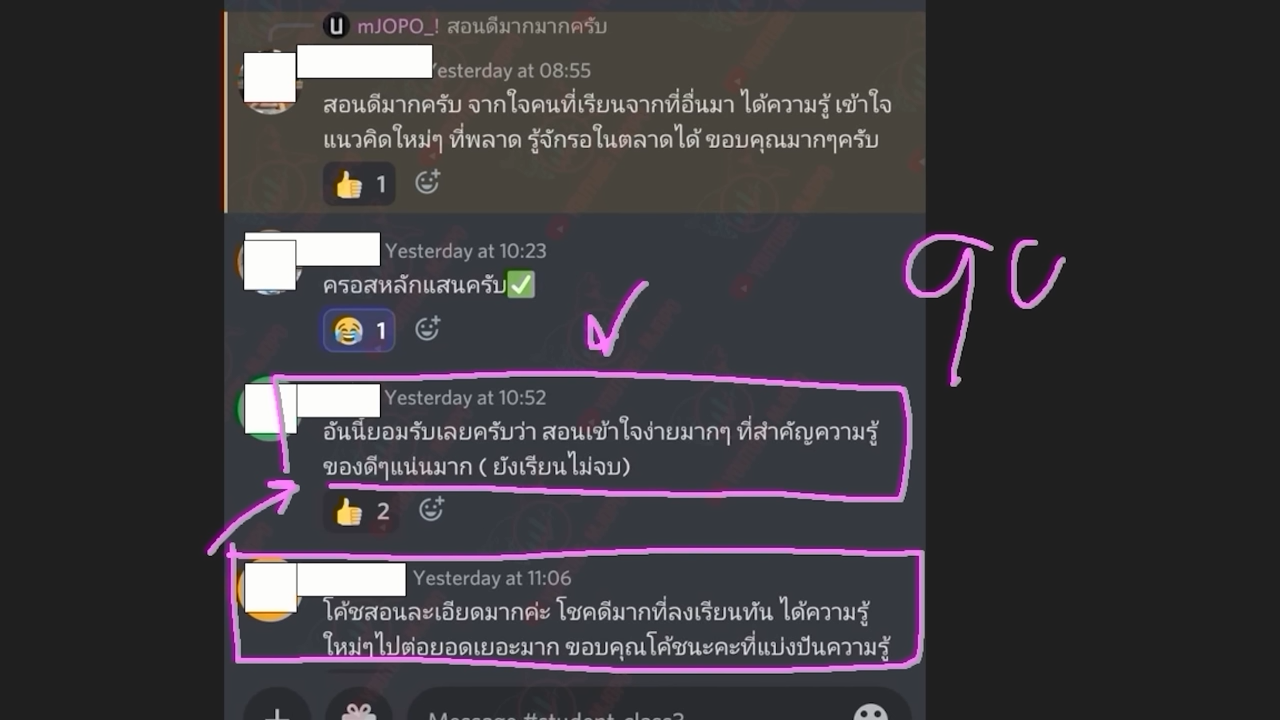 mJOPO_! สอนดีมากมากครับ
Yesterday at 08:55
สอนดีมากครับ จากใจคนที่เรียนจากที่อื่นมา ได้ความรู้ เข้าใจ
แนวคิดใหม่ๆ ที่พลาด รู้จักรอในตลาดได้ ขอบคุณมากๆครับ
1
Yesterday at 10:23
ครอสหลักแสนครับ
1
Yesterday at 10:52
อันนี้ยอมรับเลยครับว่า สอนเข้าใจง่ายมากๆ ที่สำคัญความรู้
ของดีๆแน่นมาก ( ยังเรียนไม่จบ)
2
Yesterday at 11:06
โค้ชสอนละเอียดมากค่ะ โชคดีมากที่ลงเรียนทัน ได้ความรู้
ใหม่ๆไปต่อยอดเยอะมาก ขอบคุณโค้ชนะคะที่แบ่งปันความรู้
Message #student-class3